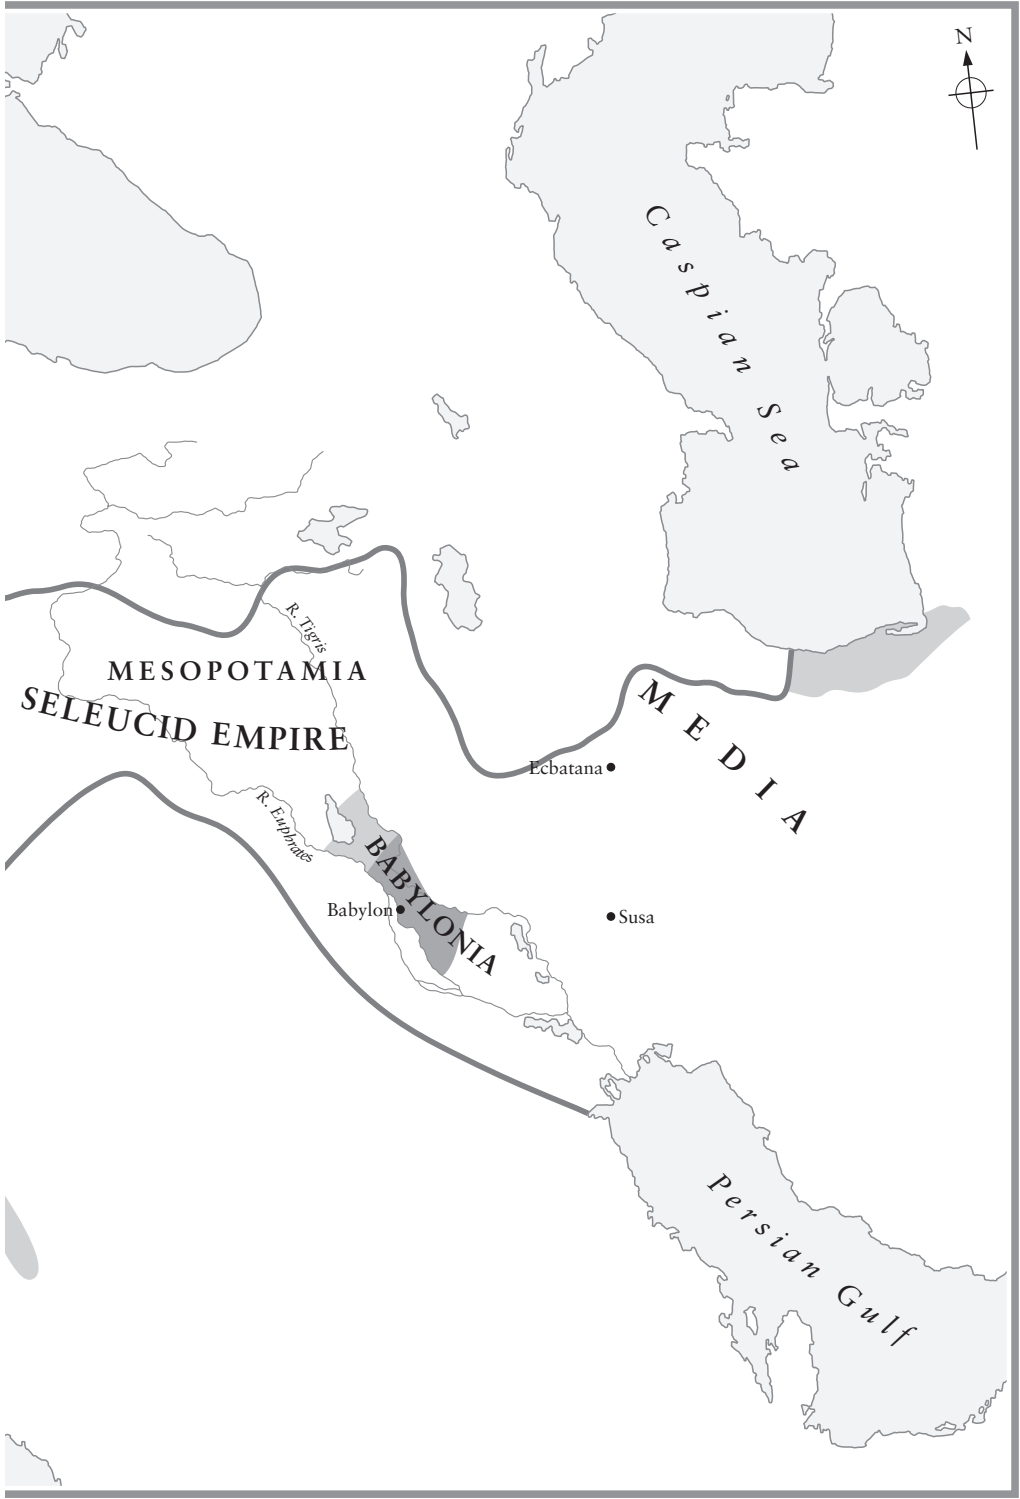 N
Caspian Sea
R. Tigris
MESOPOTAMIA
MEDIA
SELEUCID EMPIRE
Ecbatana
R. Euphrates
BABYLONIA
Babylon
Susa
Persian Gulf